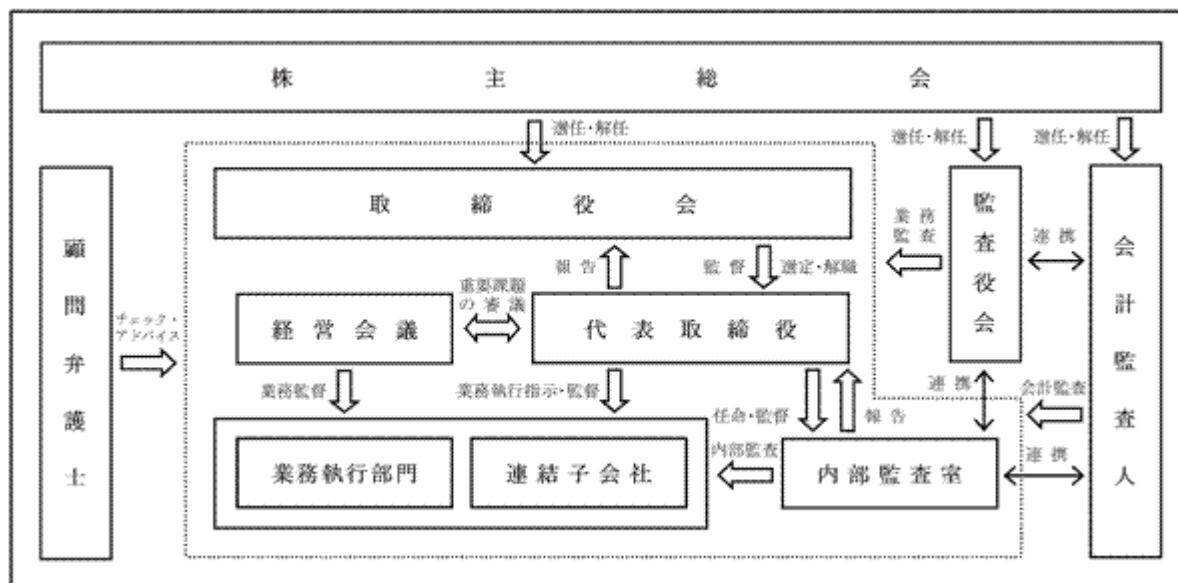 株主総会
選任・解任
選任・解任
選任・解任
顧問弁護士
チェック・
アドバイス
取締役会
業務
監査
監査役会
連携
会計監査人
報告
監督
選定・解職
重要課題
の審議
経営会議
代表取締役
業務監督
業務執行指示・監督
任命・監督
報告
連携
会計監査
業務執行部門
連結子会社
内部監査
内部監査室
連携